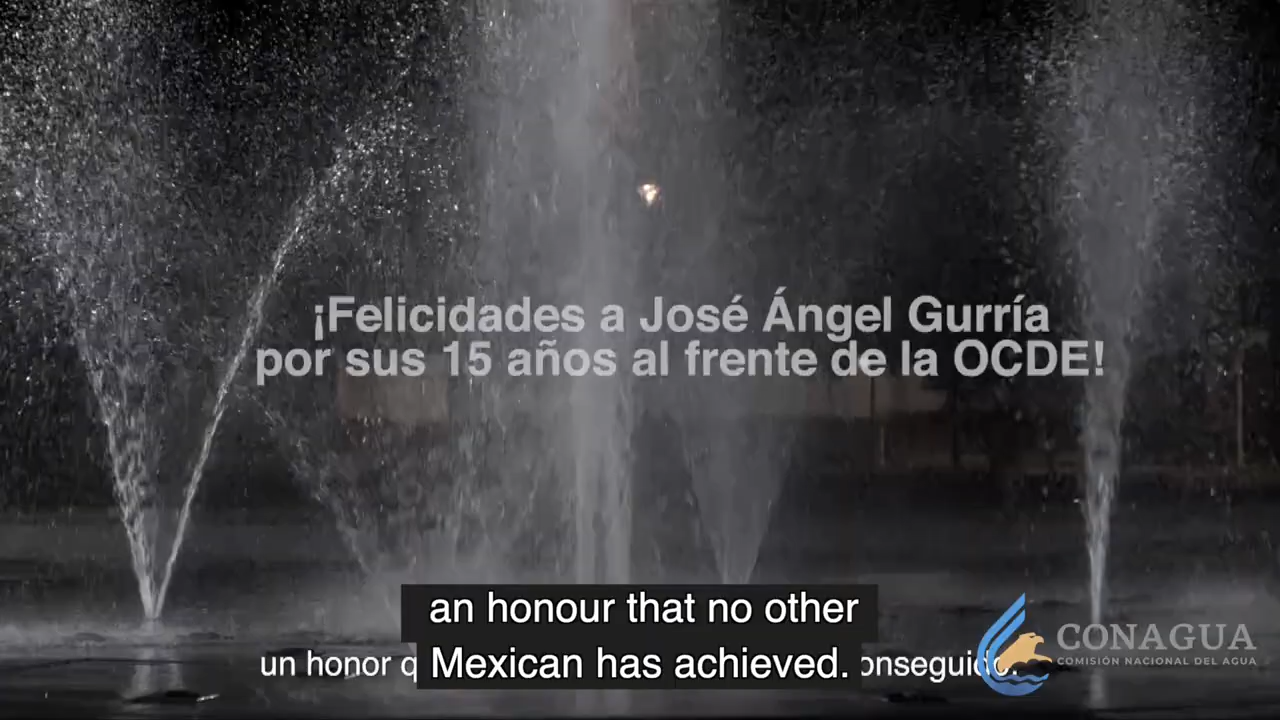 ¡Felicidades a José Ángel Gurría
por sus 15 años al frente de la OCDE!
an honour that no other
Mexican has achieved.
un honor
CONAGUA
COMISIÓN NACIONAL DEL AGUA